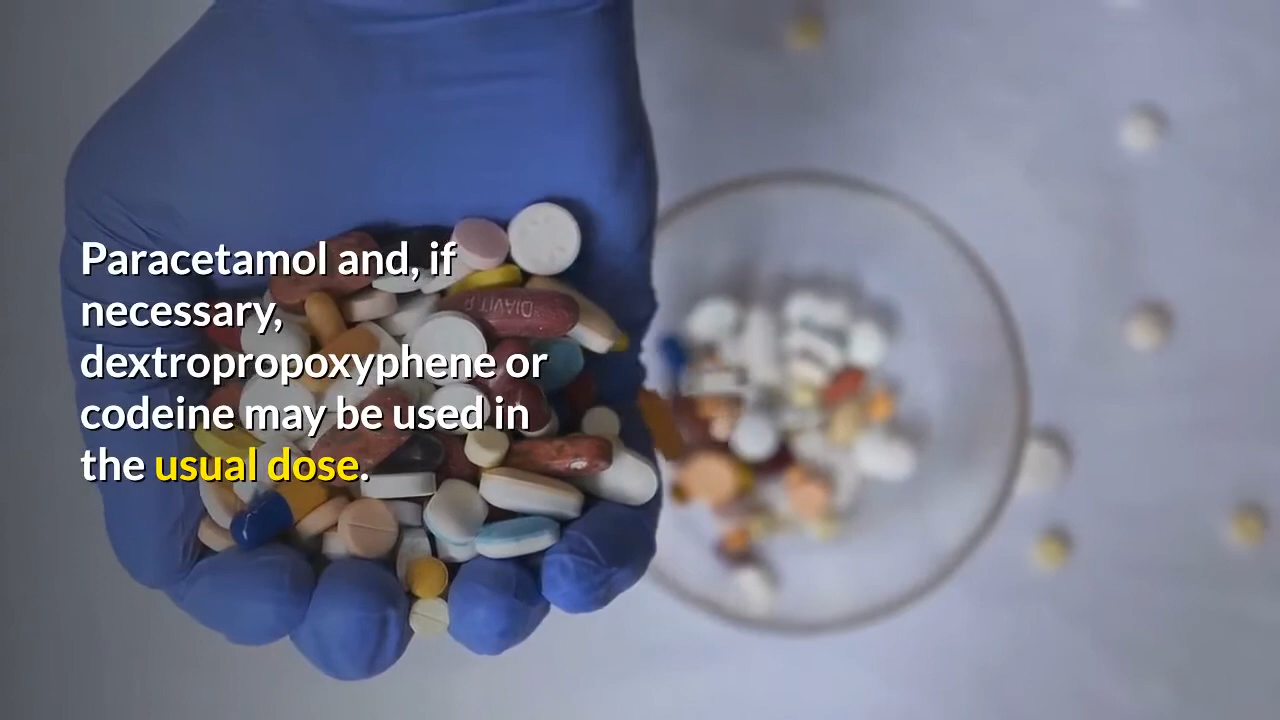 Paracetamol and, if
necessary,
dextropropoxyphene or
codeine may be used in
the usual dose.